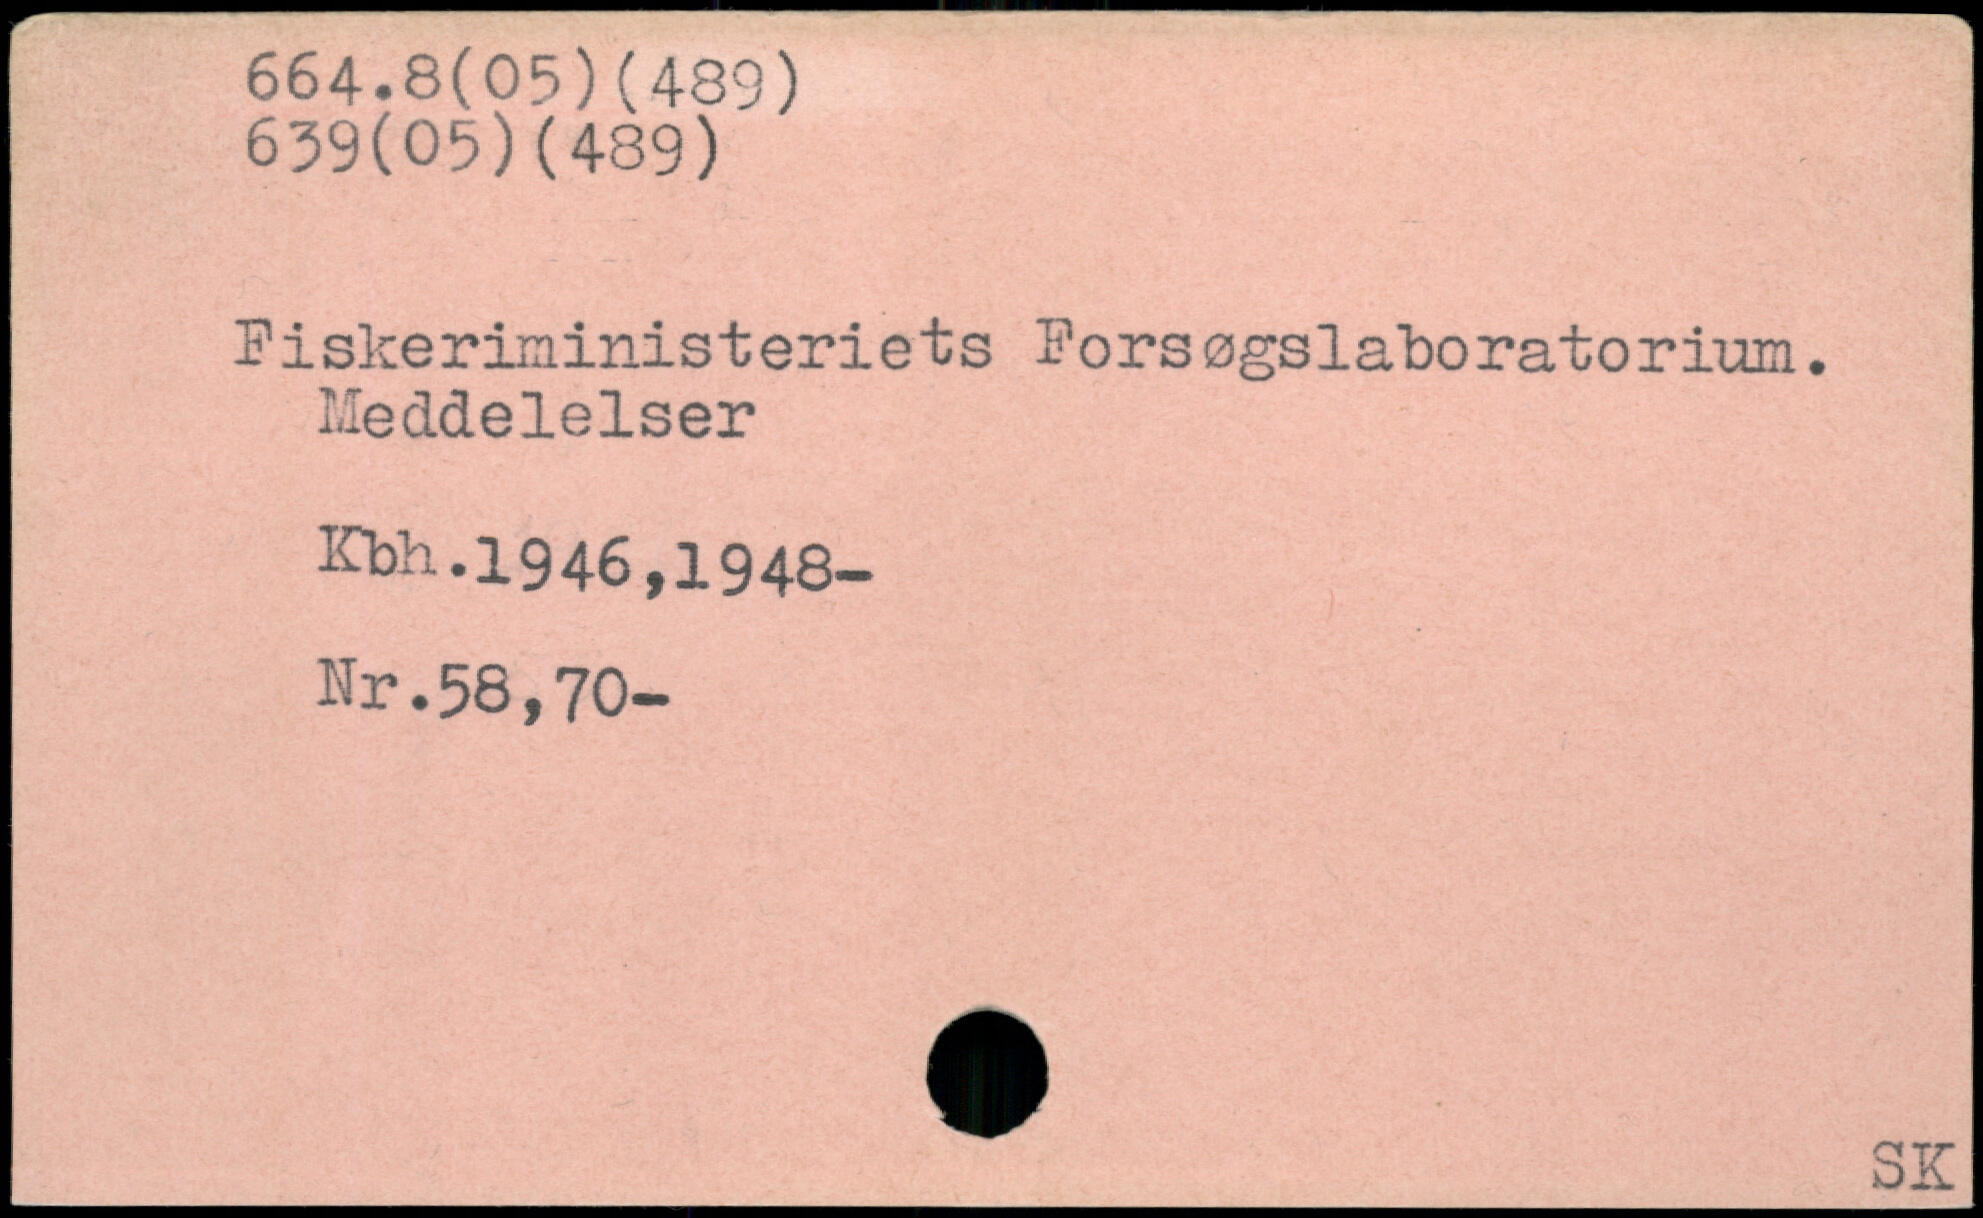 664.8(05)(489)
639(05)(489)
Fiskeriministeriets Forsøgslaboratorium.
Meddelelser
Kbh.1946,1948-
Nr.58,70-
SK